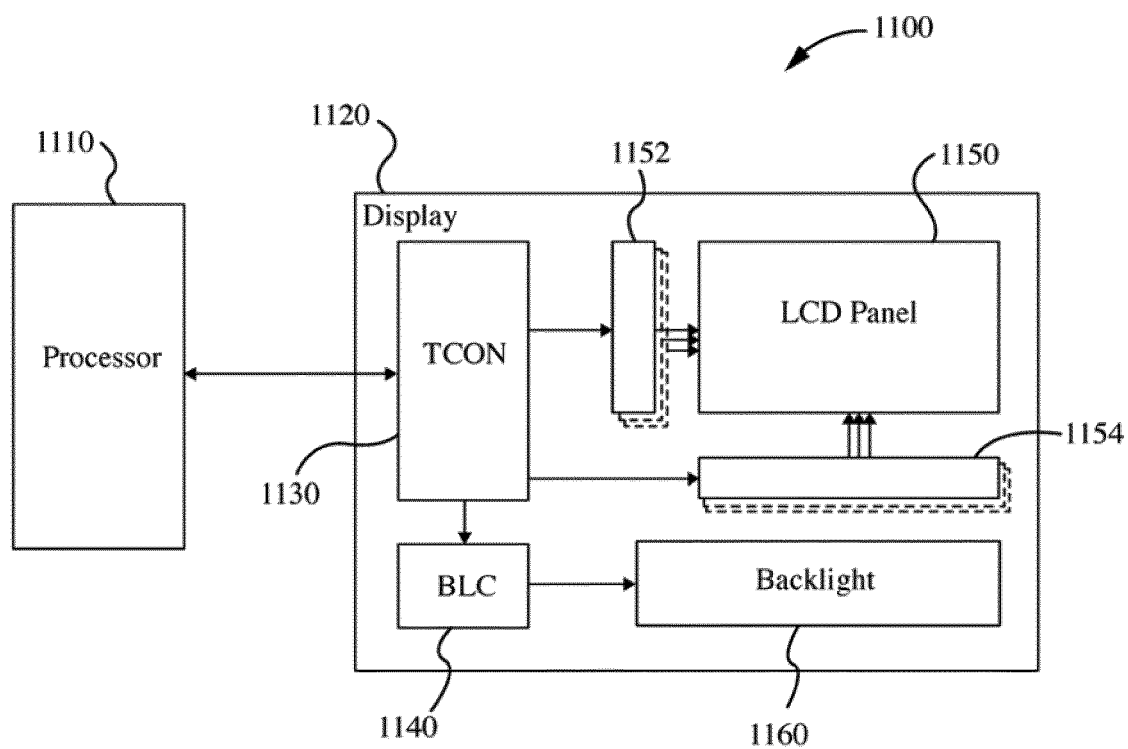 1100
1120
1110
1152
1150
Display
LCD Panel
TCON
Processor
1154
1130
BLC
Backlight
1140
1160